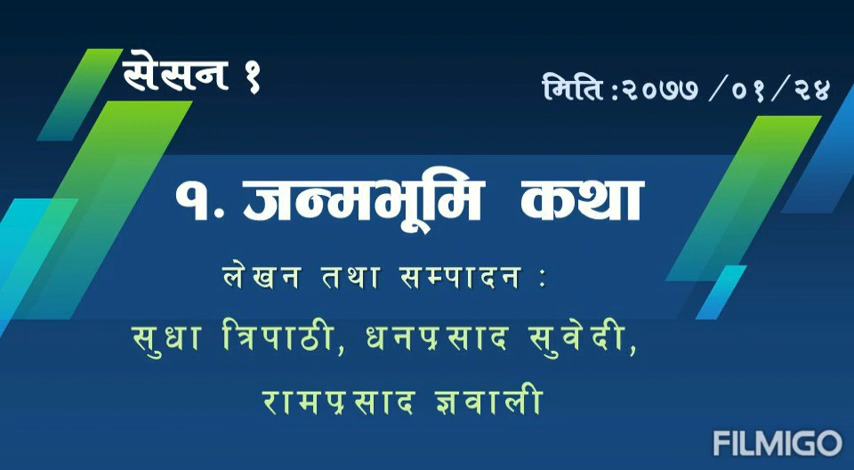 सेसन १
मिति :२०७७ /०१/२४
१. जन्मभूमि कथा
लेखन तथा सम्पादन :
सुधा त्रिपाठी, धनप्रसाद सुवेदी,
रामप्रसाद ज्ञवाली
FILMIGO